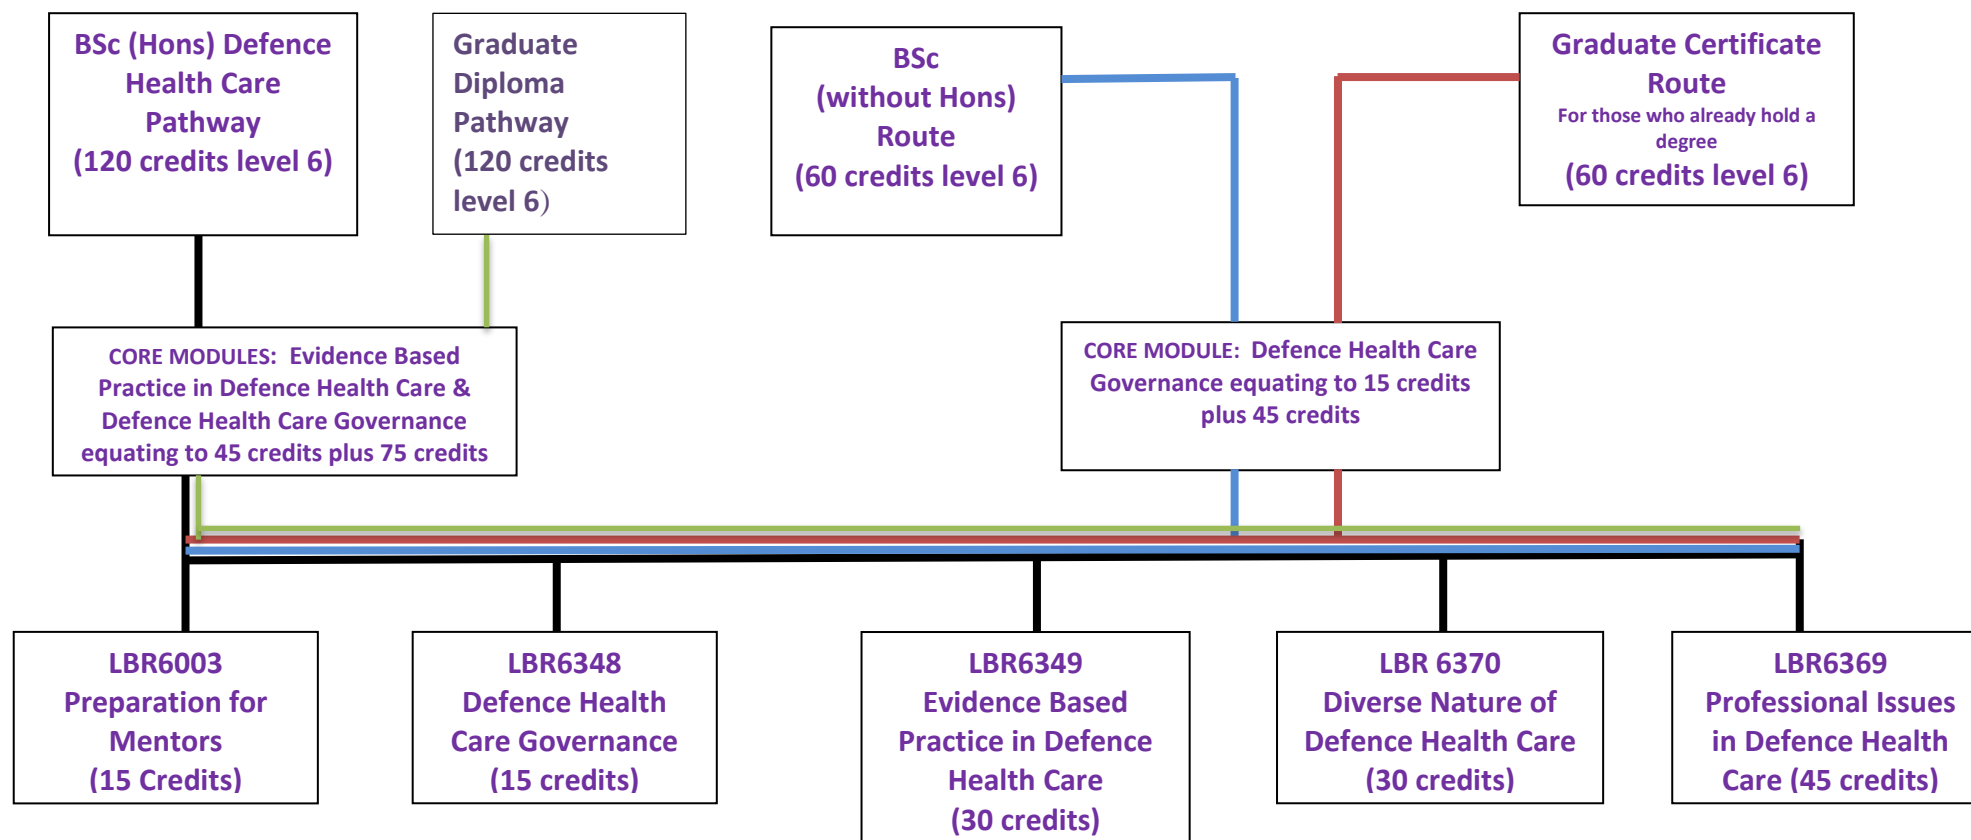 BSc (Hons) Defence
Health Care
Pathway
(120 credits level 6)
Graduate
Diploma
Pathway
(120 credits
level 6)
BSc
(without Hons)
Route
(60 credits level 6)
Graduate Certificate
Route
For those who already hold a
degree
(60 credits level 6)
CORE MODULES:  Evidence Based
Practice in Defence Health Care &
Defence Health Care Governance
equating to 45 credits plus 75 credits
CORE MODULE:  Defence Health Care
Governance equating to 15 credits
plus 45 credits
LBR6003
Preparation for
Mentors
(15 Credits)
LBR6348
Defence Health
Care Governance
(15 credits)
LBR6349
Evidence Based
Practice in Defence
Health Care
(30 credits)
LBR 6370
Diverse Nature of
Defence Health Care
(30 credits)
LBR6369
Professional Issues
in Defence Health
Care (45 credits)